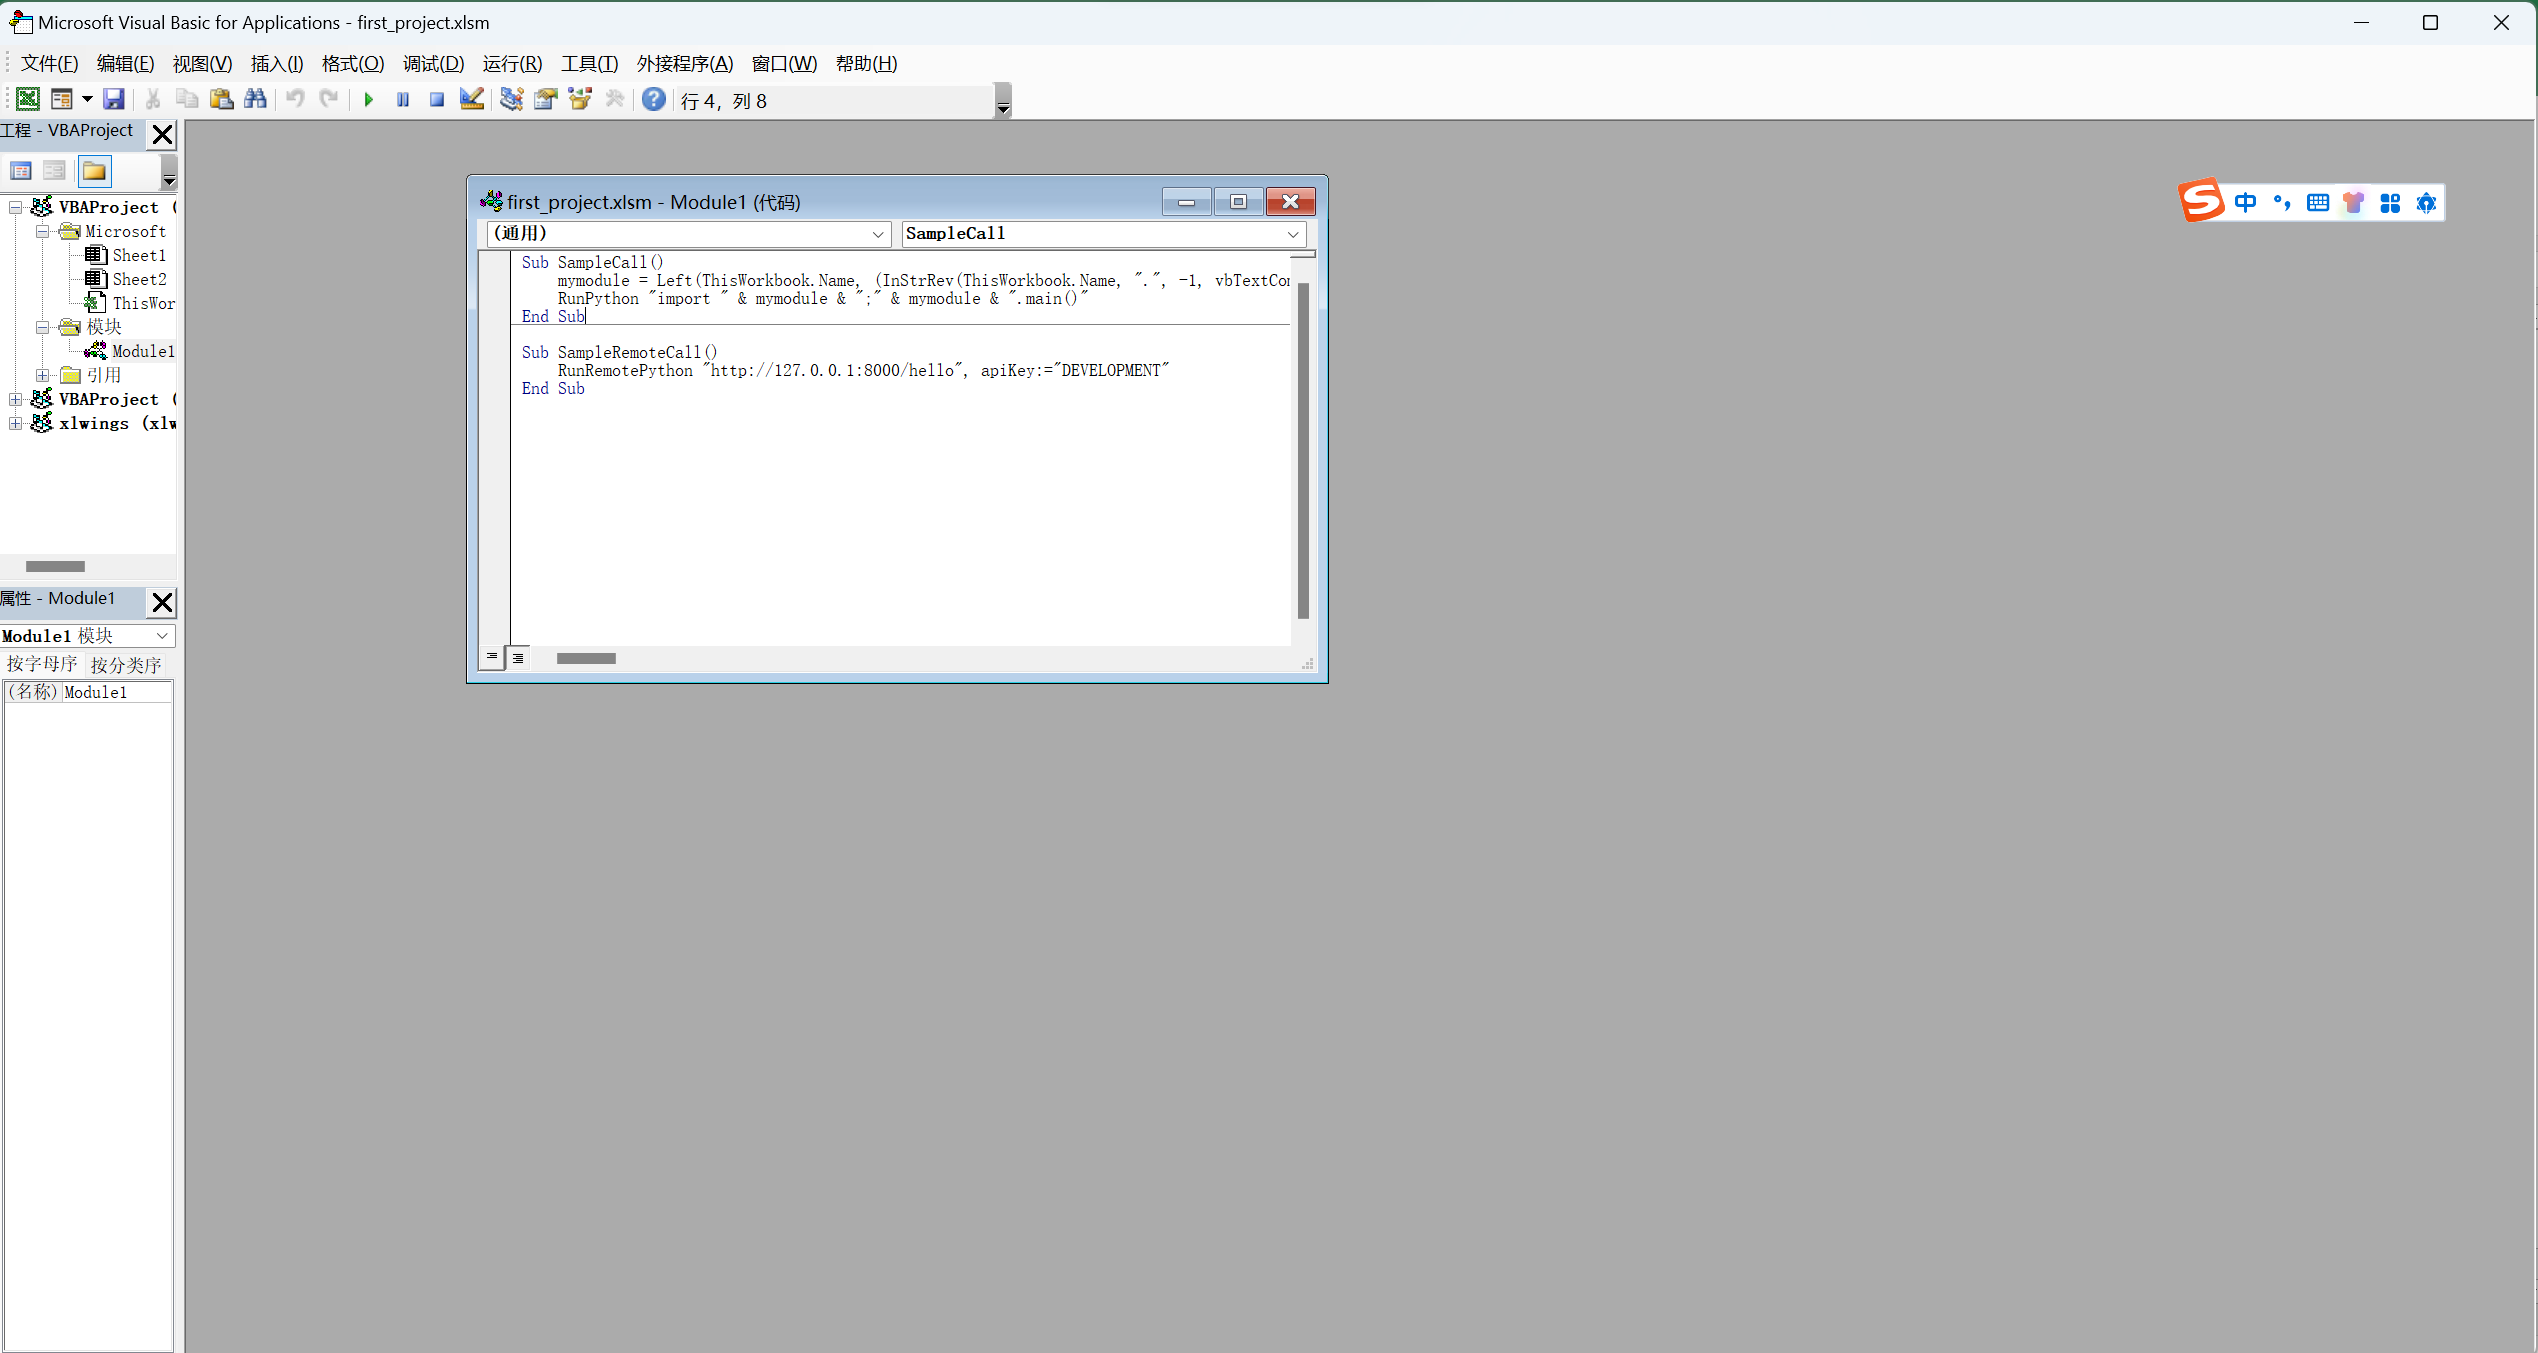 Microsoft Visual Basic for Applications - first_project.xlsm
文件(F) 编辑(E) 视图(V) 插入(I) 格式(O) 调试(D) 运行(R) 工具(T) 外接程序(A) 窗口(W) 帮助(H)
行 4，列 8
工程 - VBAProject
VBAProject (
Microsoft
Sheet1
Sheet2
ThisWor
模块
Module1
引用
VBAProject (
xlwings (xlw
属性 - Module1
Module1 模块
按字母序 按分类序
(名称) Module1
first_project.xlsm - Module1 (代码)
(通用) SampleCall
Sub SampleCall()
    mymodule = Left(ThisWorkbook.Name, (InStrRev(ThisWorkbook.Name, ".", -1, vbTextCo
    RunPython "import " & mymodule & ";" & mymodule & ".main()"
End Sub
Sub SampleRemoteCall()
    RunRemotePython "http://127.0.0.1:8000/hello", apiKey:="DEVELOPMENT"
End Sub
S 中